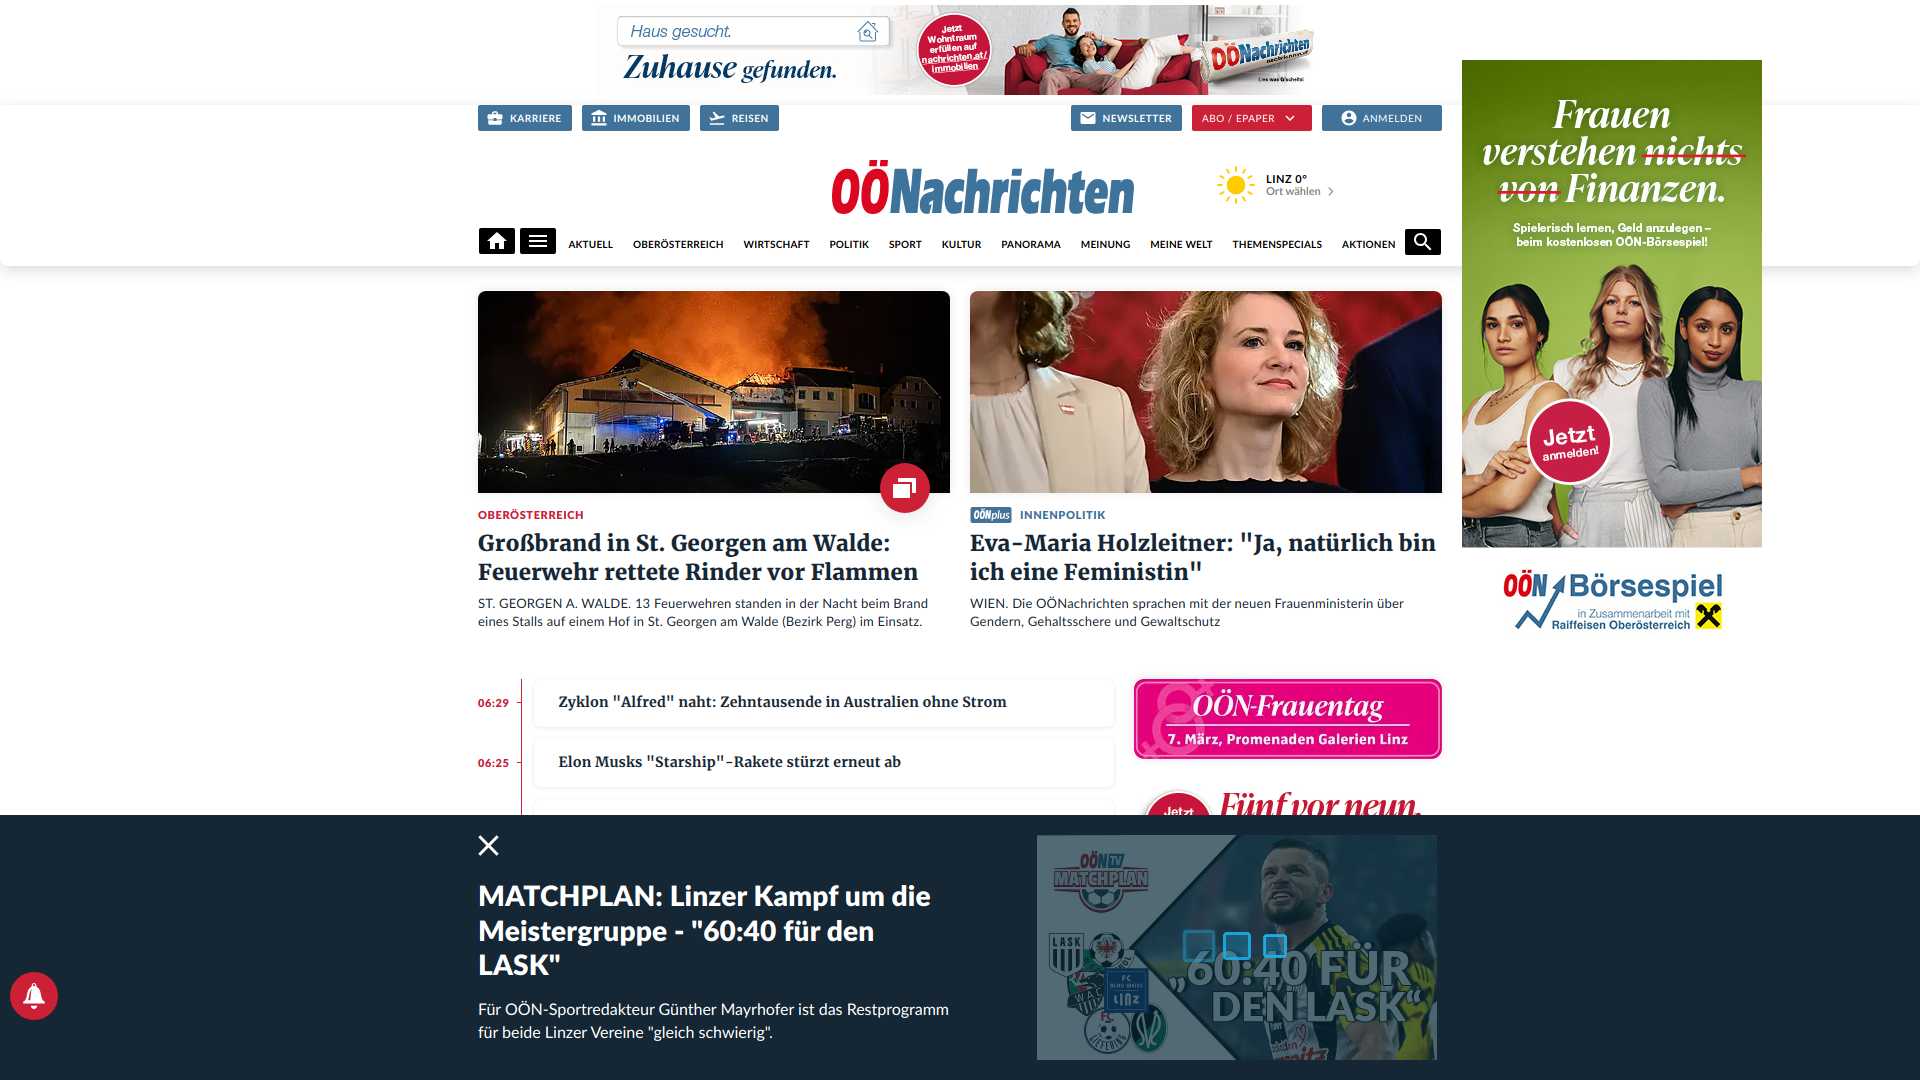 Haus gesucht.
Zuhause gefunden.
Jetzt
Wohntraum
erfüllen auf
nachrichten.at/
immobilien
OÖNachrichten
Lies was G'scheits!
KARRIERE
IMMOBILIEN
REISEN
NEWSLETTER
ABO / EPAPER
ANMELDEN
OÖNachrichten
LINZ 0°
Ort wählen
AKTUELL
OBERÖSTERREICH
WIRTSCHAFT
POLITIK
SPORT
KULTUR
PANORAMA
MEINUNG
MEINE WELT
THEMENSPECIALS
AKTIONEN
Frauen
verstehen nichts
von Finanzen.
Spielerisch lernen, Geld anzulegen –
beim kostenlosen OÖN-Börsespiel!
Jetzt
anmelden!
OÖN Börsespiel
in Zusammenarbeit mit
Raiffeisen Oberösterreich
OBERÖSTERREICH
Großbrand in St. Georgen am Walde:
Feuerwehr rettete Rinder vor Flammen
ST. GEORGEN A. WALDE. 13 Feuerwehren standen in der Nacht beim Brand
eines Stalls auf einem Hof in St. Georgen am Walde (Bezirk Perg) im Einsatz.
OÖNplus INNENPOLITIK
Eva-Maria Holzleitner: "Ja, natürlich bin
ich eine Feministin"
WIEN. Die OÖNachrichten sprachen mit der neuen Frauenministerin über
Gendern, Gehaltsschere und Gewaltschutz
06:29
Zyklon "Alfred" naht: Zehntausende in Australien ohne Strom
06:25
Elon Musks "Starship"-Rakete stürzt erneut ab
OÖN-Frauentag
7. März, Promenaden Galerien Linz
Jetzt
Fünf vor neun.
MATCHPLAN: Linzer Kampf um die
Meistergruppe - "60:40 für den
LASK"
Für OÖN-Sportredakteur Günther Mayrhofer ist das Restprogramm
für beide Linzer Vereine "gleich schwierig".
OÖN TV
MATCHPLAN
LASK
WAC
FC
BLAU WEISS
LINZ
FC
LIEFERING
„60:40 FÜR
DEN LASK“